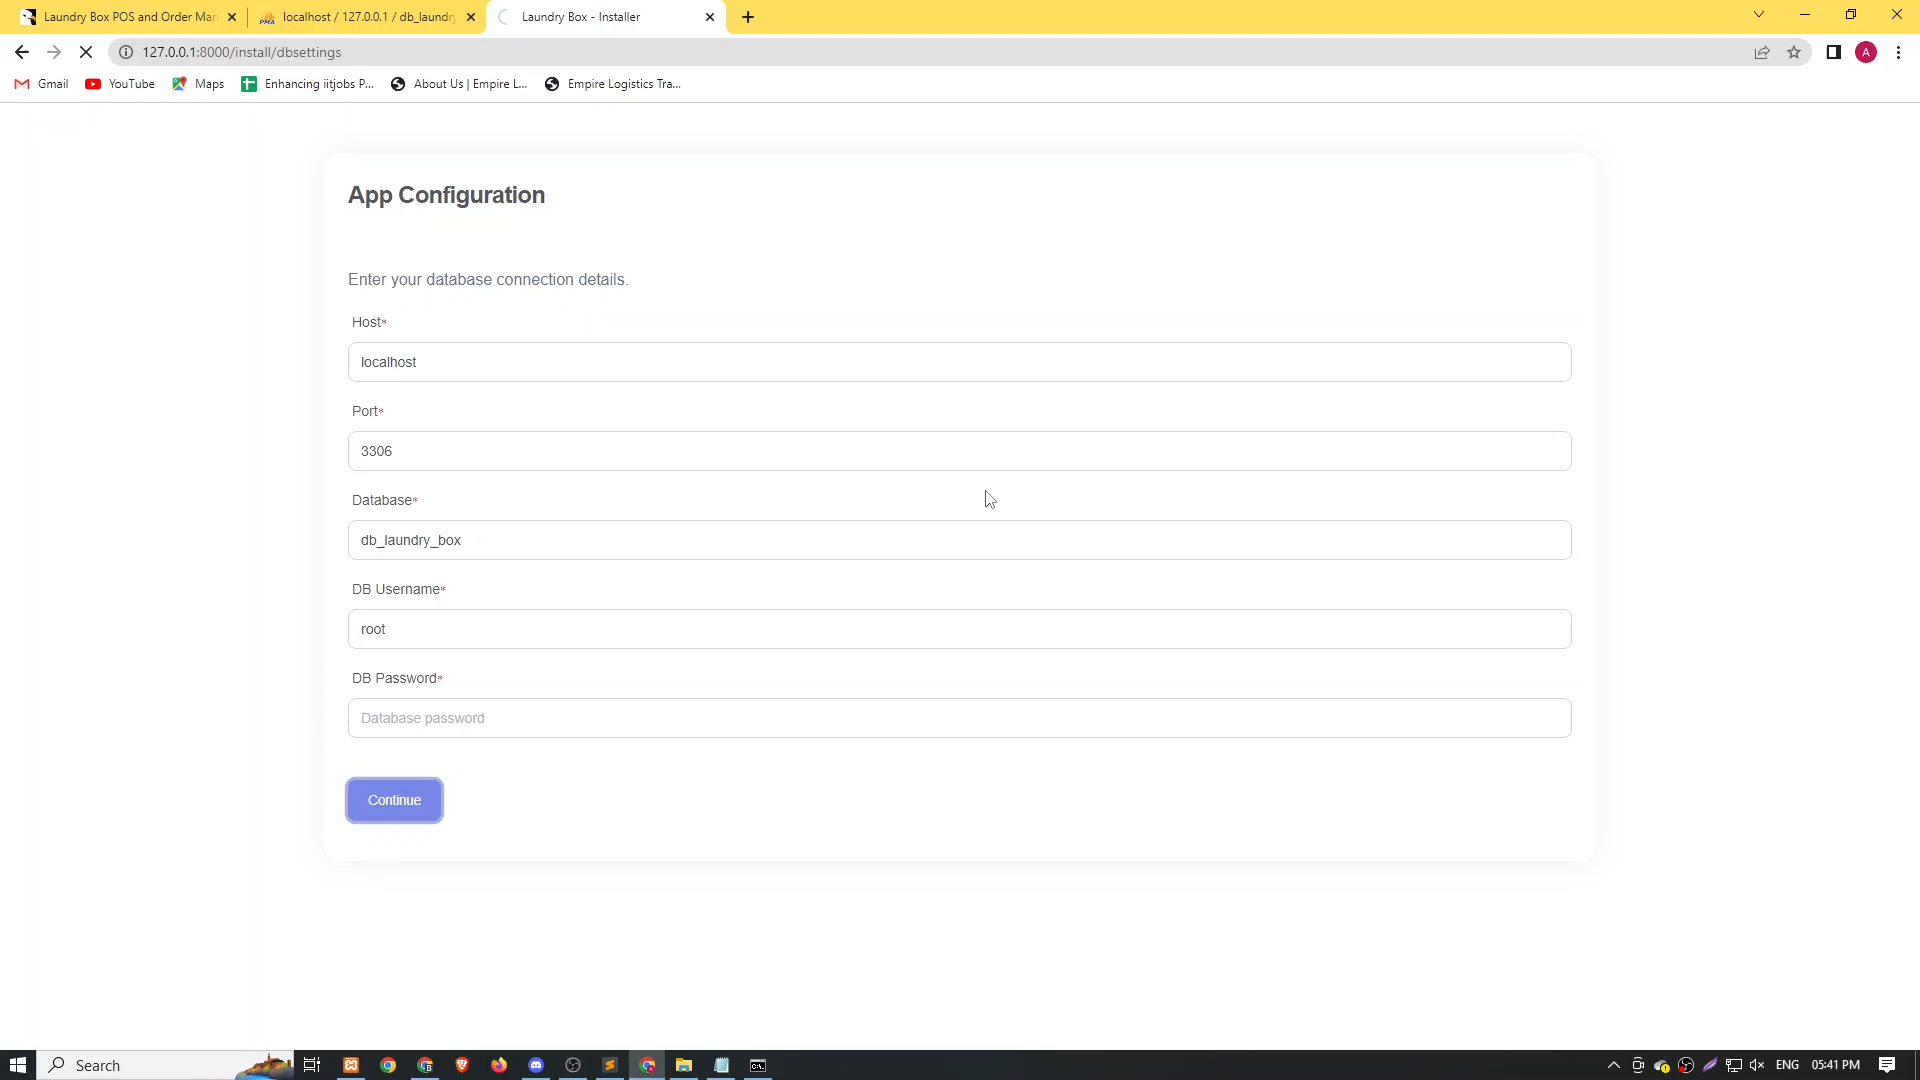 Laundry Box POS and Order Man
localhost / 127.0.0.1 / db_laundry
Laundry Box - Installer
127.0.0.1:8000/install/dbsettings
A
Gmail
YouTube
Maps
Enhancing iitjobs P...
About Us | Empire L...
Empire Logistics Tra...
App Configuration
Enter your database connection details.
Host*
localhost
Port*
3306
Database*
db_laundry_box
DB Username*
root
DB Password*
Database password
Continue
Search
ENG
05:41 PM